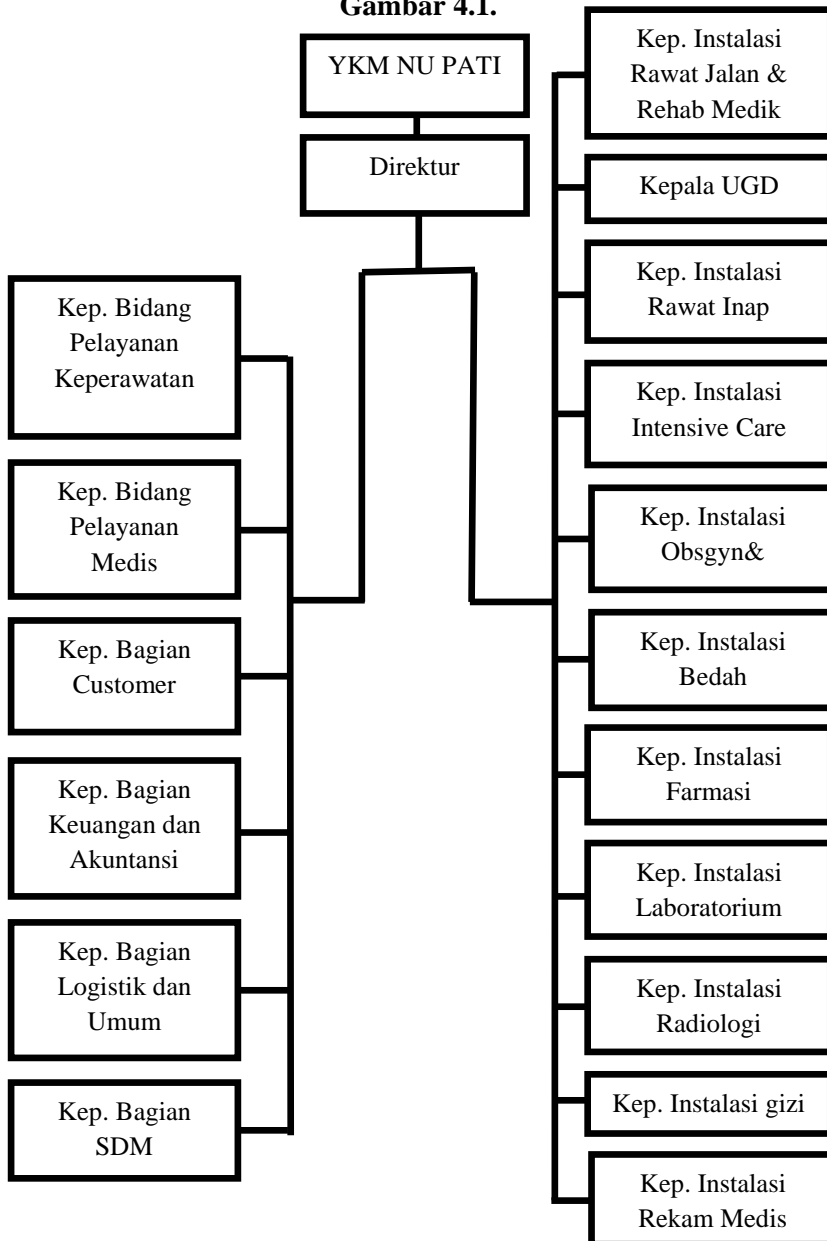 Gambar 4.1.
YKM NU PATI
Direktur
Kep. Bidang
Pelayanan
Keperawatan
Kep. Bidang
Pelayanan
Medis
Kep. Bagian
Customer
Kep. Bagian
Keuangan dan
Akuntansi
Kep. Bagian
Logistik dan
Umum
Kep. Bagian
SDM
Kep. Instalasi
Rawat Jalan &
Rehab Medik
Kepala UGD
Kep. Instalasi
Rawat Inap
Kep. Instalasi
Intensive Care
Kep. Instalasi
Obsgyn&
Kep. Instalasi
Bedah
Kep. Instalasi
Farmasi
Kep. Instalasi
Laboratorium
Kep. Instalasi
Radiologi
Kep. Instalasi gizi
Kep. Instalasi
Rekam Medis